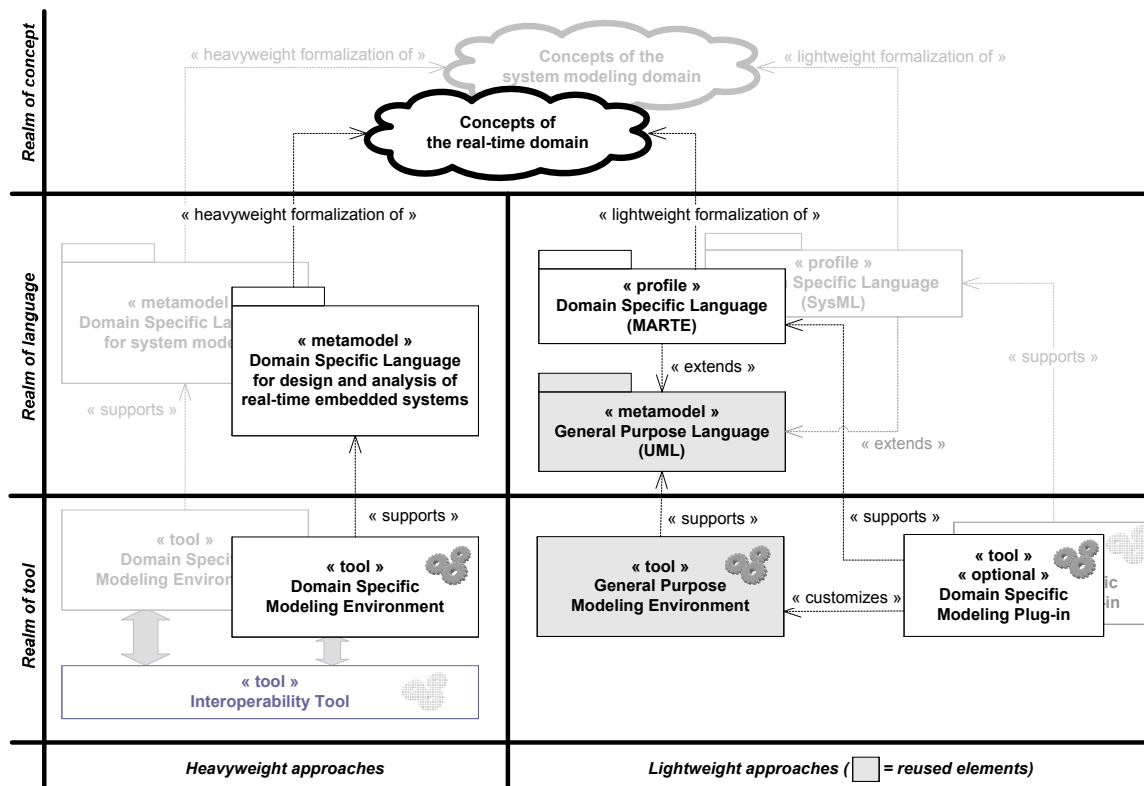 Realm of concept
« heavyweight formalization of »
Concepts of the
system modeling domain
« lightweight formalization of »
Concepts of
the real-time domain
Realm of language
« heavyweight formalization of »
« lightweight formalization of »
« metamodel
Domain Specific La
for system mode
« supports »
« metamodel »
Domain Specific Language
for design and analysis of
real-time embedded systems
« profile »
Domain Specific Language
(MARTE)
« profile »
n Specific Language
(SysML)
« extends »
« supports »
« metamodel »
General Purpose Language
(UML)
« extends »
Realm of tool
« supports »
« supports »
« supports »
« tool »
Domain Speci
Modeling Enviro
« tool »
Domain Specific
Modeling Environment
« tool »
General Purpose
Modeling Environment
« customizes »
« tool »
« optional »
Domain Specific
Modeling Plug-in
ic
-in
« tool »
Interoperability Tool
Heavyweight approaches
Lightweight approaches ( = reused elements)